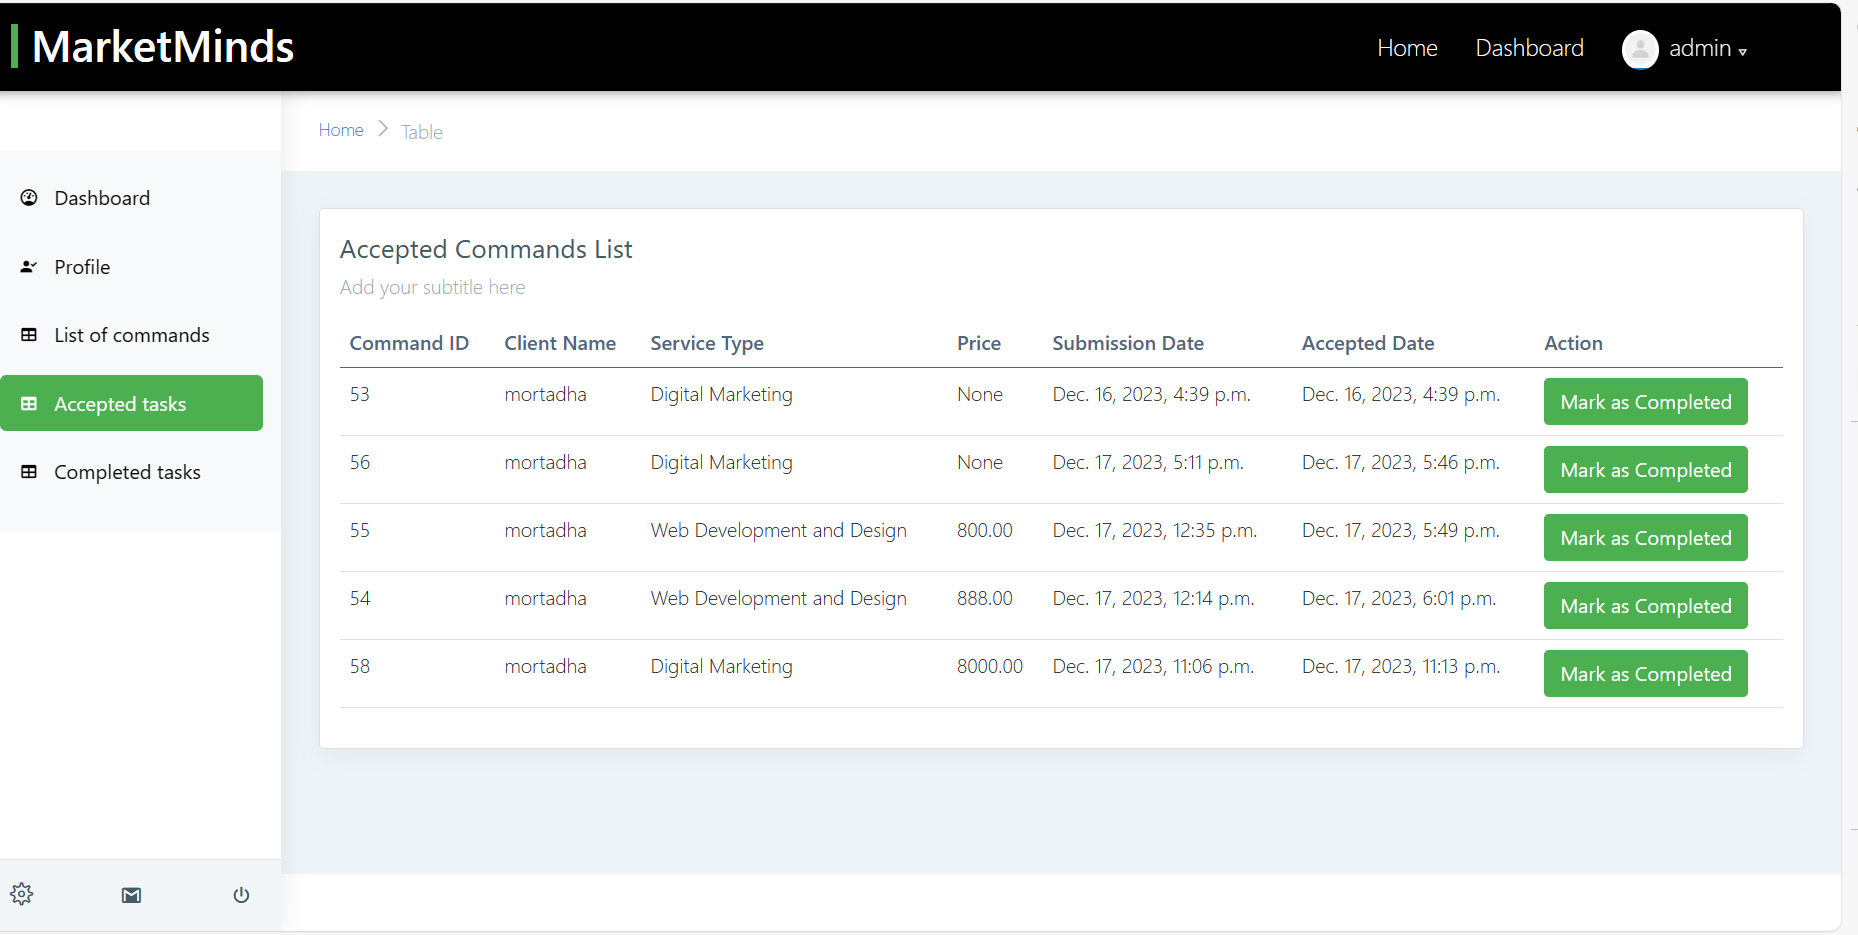 MarketMinds
Home Dashboard admin
Home Table
Dashboard
Profile
List of commands
Accepted tasks
Completed tasks
Accepted Commands List
Add your subtitle here
Command ID Client Name Service Type Price Submission Date Accepted Date Action
53 mortadha Digital Marketing None Dec. 16, 2023, 4:39 p.m. Dec. 16, 2023, 4:39 p.m. Mark as Completed
56 mortadha Digital Marketing None Dec. 17, 2023, 5:11 p.m. Dec. 17, 2023, 5:46 p.m. Mark as Completed
55 mortadha Web Development and Design 800.00 Dec. 17, 2023, 12:35 p.m. Dec. 17, 2023, 5:49 p.m. Mark as Completed
54 mortadha Web Development and Design 888.00 Dec. 17, 2023, 12:14 p.m. Dec. 17, 2023, 6:01 p.m. Mark as Completed
58 mortadha Digital Marketing 8000.00 Dec. 17, 2023, 11:06 p.m. Dec. 17, 2023, 11:13 p.m. Mark as Completed